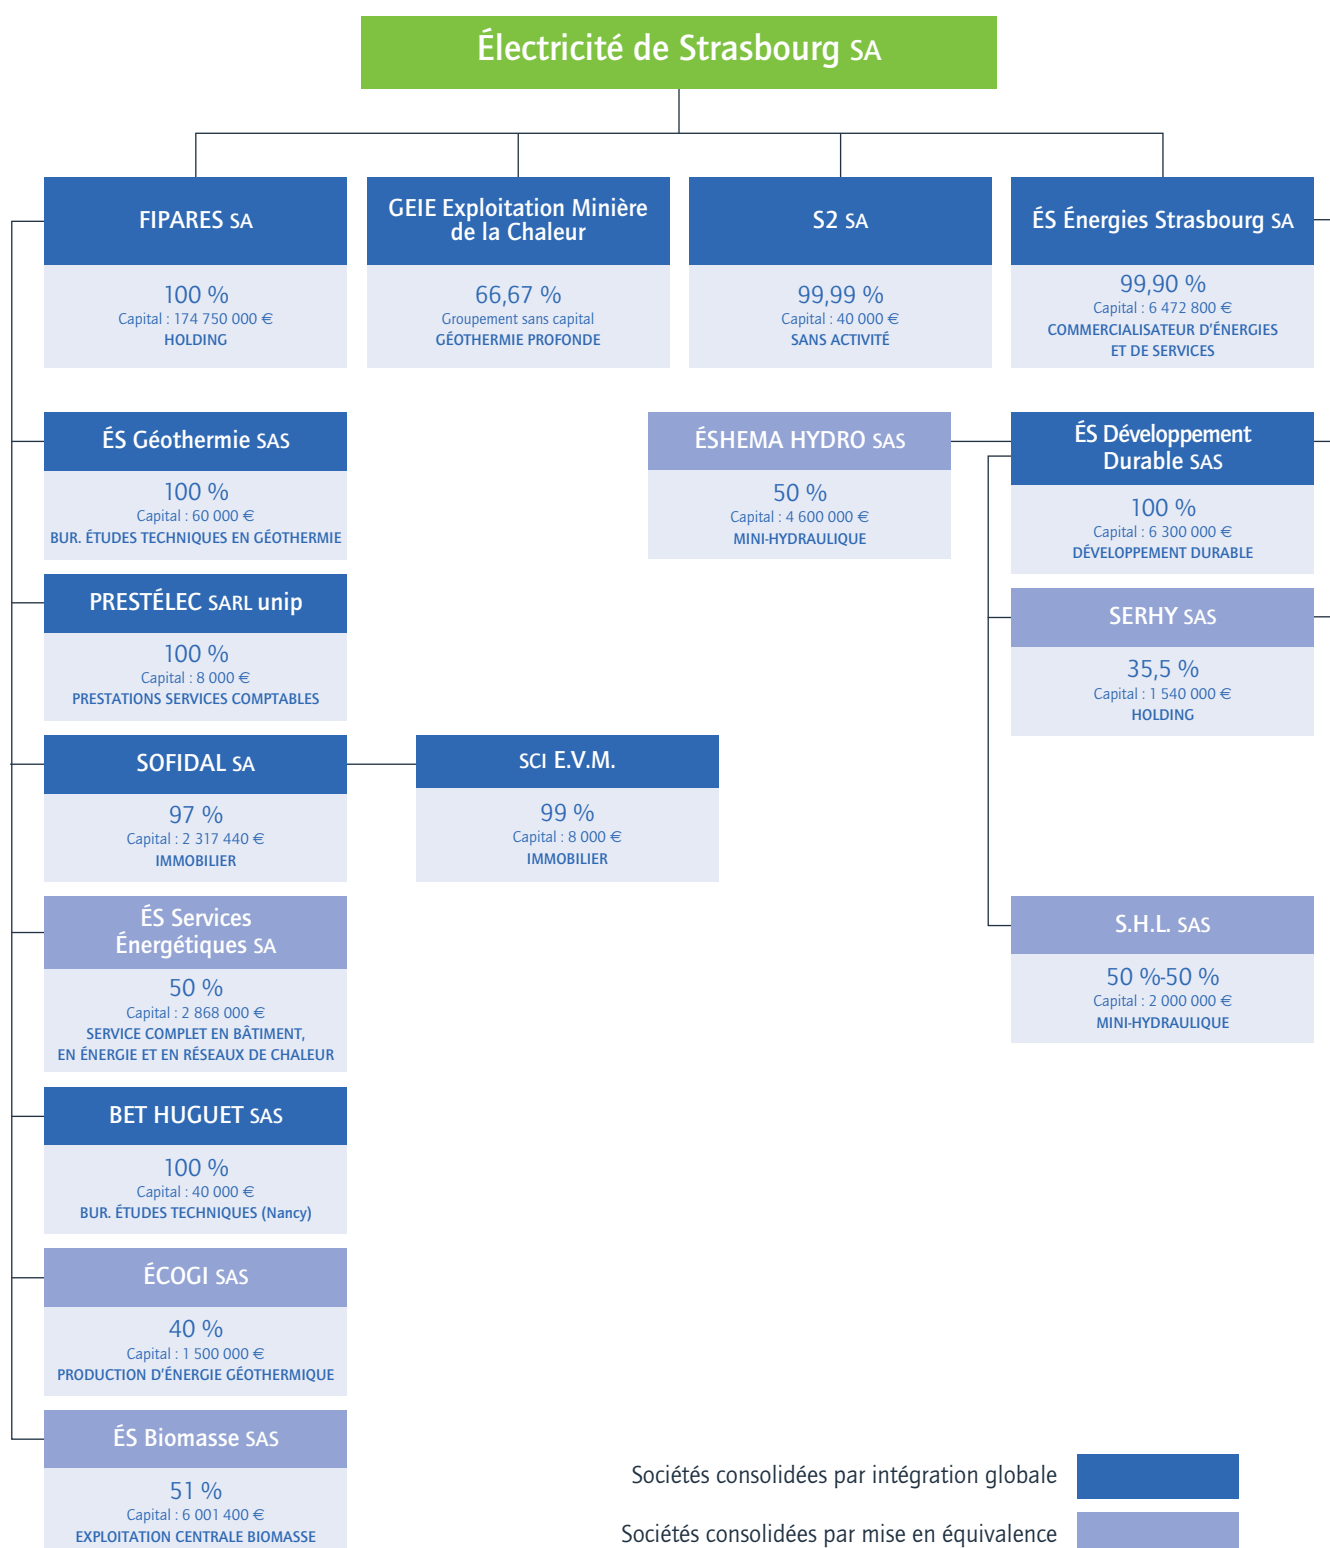 Électricité de Strasbourg SA
FIPARES SA
100 %
Capital : 174 750 000 €
HOLDING
GEIE Exploitation Minière
de la Chaleur
66,67 %
Groupement sans capital
GÉOTHERMIE PROFONDE
S2 SA
99,99 %
Capital : 40 000 €
SANS ACTIVITÉ
ÉS Énergies Strasbourg SA
99,90 %
Capital : 6 472 800 €
COMMERCIALISATEUR D'ÉNERGIES
ET DE SERVICES
ÉS Géothermie SAS
100 %
Capital : 60 000 €
BUR. ÉTUDES TECHNIQUES EN GÉOTHERMIE
ÉSHEMA HYDRO SAS
50 %
Capital : 4 600 000 €
MINI-HYDRAULIQUE
ÉS Développement
Durable SAS
100 %
Capital : 6 300 000 €
DÉVELOPPEMENT DURABLE
PRESTÉLEC SARL unip
100 %
Capital : 8 000 €
PRESTATIONS SERVICES COMPTABLES
SERHY SAS
35,5 %
Capital : 1 540 000 €
HOLDING
SOFIDAL SA
97 %
Capital : 2 317 440 €
IMMOBILIER
SCI E.V.M.
99 %
Capital : 8 000 €
IMMOBILIER
ÉS Services
Énergétiques SA
50 %
Capital : 2 868 000 €
SERVICE COMPLET EN BÂTIMENT,
EN ÉNERGIE ET EN RÉSEAUX DE CHALEUR
S.H.L. SAS
50 %-50 %
Capital : 2 000 000 €
MINI-HYDRAULIQUE
BET HUGUET SAS
100 %
Capital : 40 000 €
BUR. ÉTUDES TECHNIQUES (Nancy)
ÉCOGI SAS
40 %
Capital : 1 500 000 €
PRODUCTION D'ÉNERGIE GÉOTHERMIQUE
ÉS Biomasse SAS
51 %
Capital : 6 001 400 €
EXPLOITATION CENTRALE BIOMASSE
Sociétés consolidées par intégration globale
Sociétés consolidées par mise en équivalence